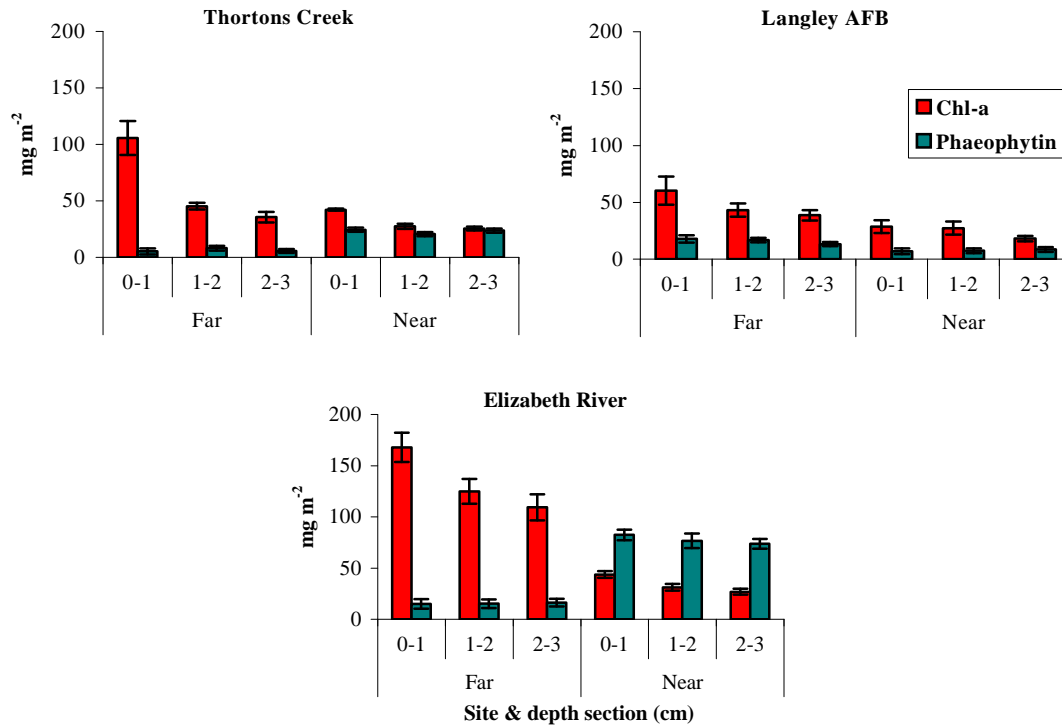 Thortons Creek
200
150
100
50
0
mg m⁻²
0-1 1-2 2-3 0-1 1-2 2-3
Far Near
Langley AFB
200
150
100
50
0
mg m⁻²
Chl-a
Phaeophytin
0-1 1-2 2-3 0-1 1-2 2-3
Far Near
Elizabeth River
200
150
100
50
0
mg m⁻²
0-1 1-2 2-3 0-1 1-2 2-3
Far Near
Site & depth section (cm)